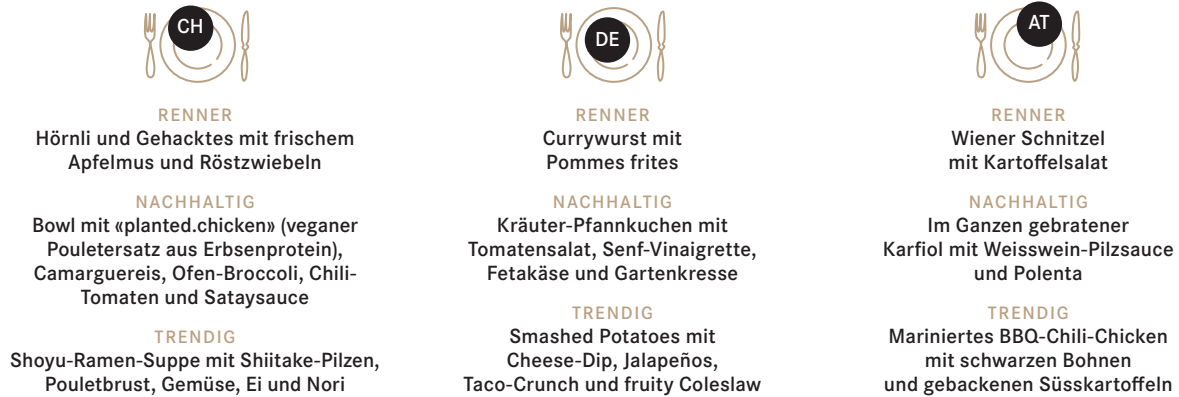 CH
RENNER
Hörnli und Gehacktes mit frischem
Apfelmus und Röstzwiebeln
NACHHALTIG
Bowl mit «planted.chicken» (veganer
Pouletersatz aus Erbsenprotein),
Camarguereis, Ofen-Broccoli, Chili-
Tomaten und Sataysauce
TRENDIG
Shoyu-Ramen-Suppe mit Shiitake-Pilzen,
Pouletbrust, Gemüse, Ei und Nori
DE
RENNER
Currywurst mit
Pommes frites
NACHHALTIG
Kräuter-Pfannkuchen mit
Tomatensalat, Senf-Vinaigrette,
Fetakäse und Gartenkresse
TRENDIG
Smashed Potatoes mit
Cheese-Dip, Jalapeños,
Taco-Crunch und fruity Coleslaw
AT
RENNER
Wiener Schnitzel
mit Kartoffelsalat
NACHHALTIG
Im Ganzen gebratener
Karfiol mit Weisswein-Pilzsauce
und Polenta
TRENDIG
Mariniertes BBQ-Chili-Chicken
mit schwarzen Bohnen
und gebackenen Süsskartoffeln